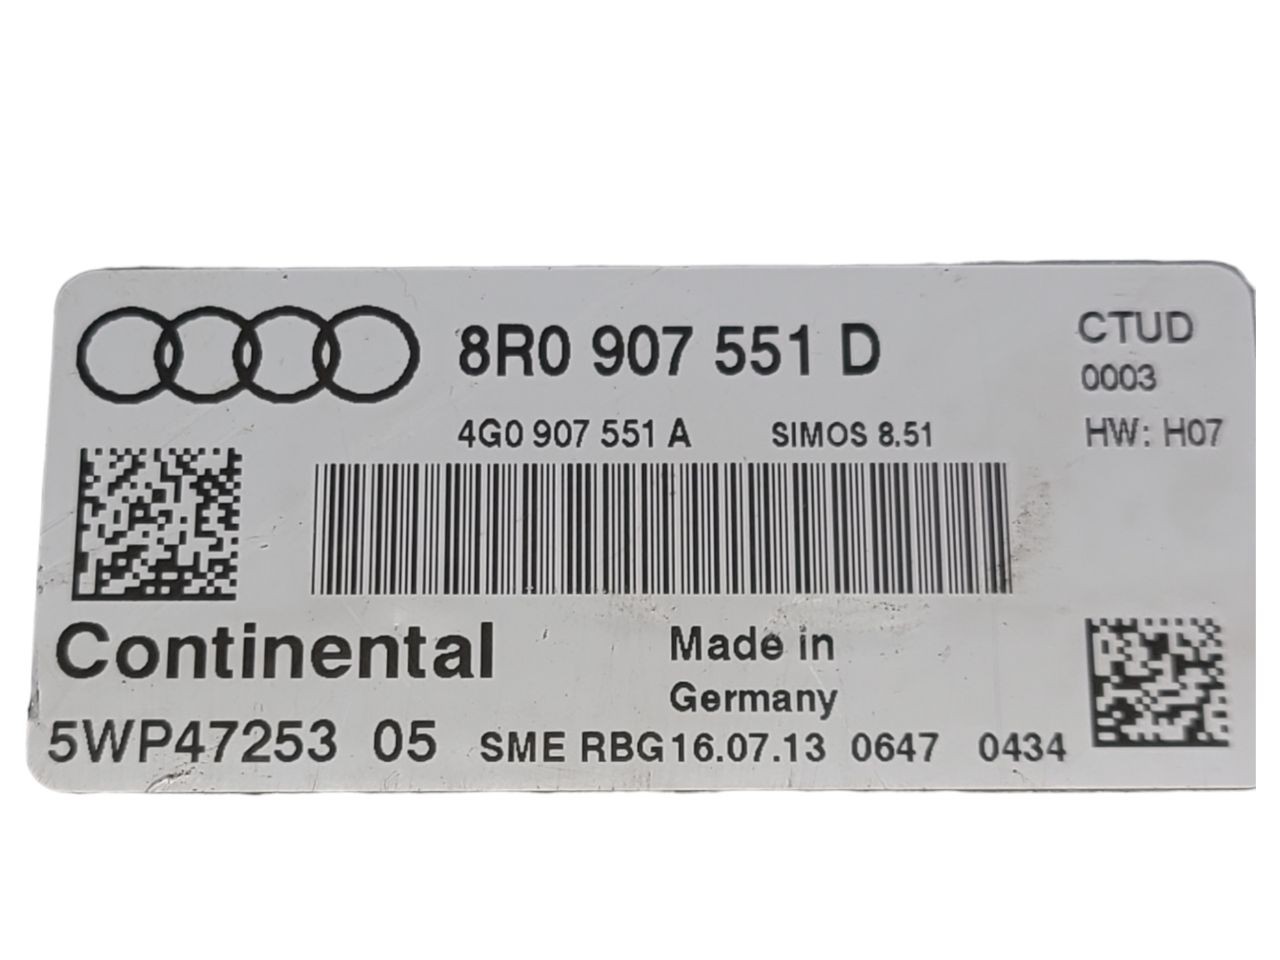 8R0 907 551 D
CTUD
0003
4G0 907 551 A SIMOS 8.51
HW: H07
Continental
Made in
Germany
5WP47253 05 SME RBG16.07.13 0647 0434